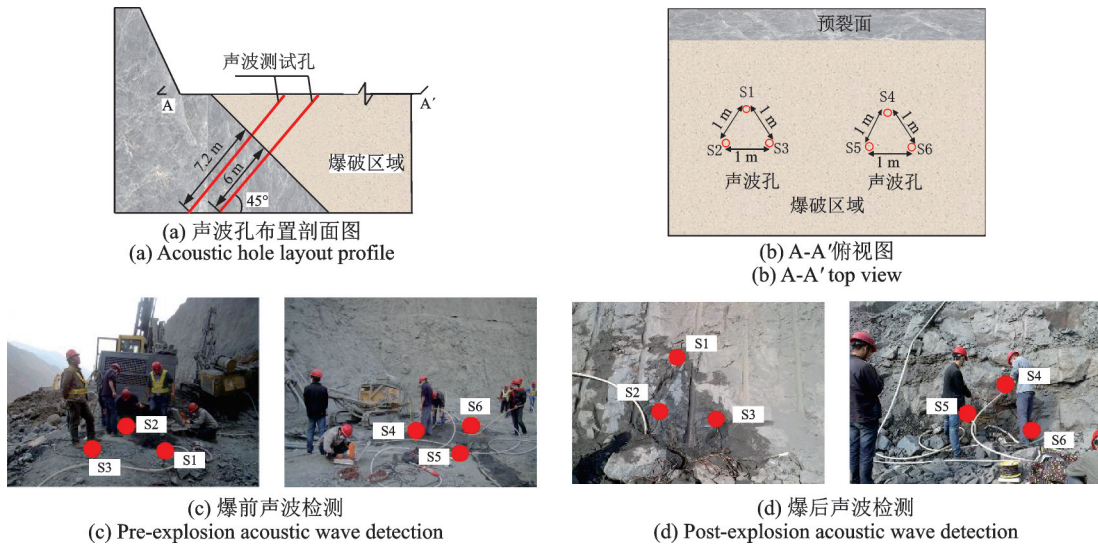 声波测试孔
A
A′
7.2 m
6 m
45°
爆破区域
(a) 声波孔布置剖面图
(a) Acoustic hole layout profile
预裂面
S1
1 m
1 m
S2
S3
1 m
声波孔
S4
1 m
1 m
S5
S6
1 m
声波孔
爆破区域
(b) A-A′俯视图
(b) A-A′ top view
S2
S3
S1
S6
S4
S5
(c) 爆前声波检测
(c) Pre-explosion acoustic wave detection
S1
S2
S3
S4
S5
S6
(d) 爆后声波检测
(d) Post-explosion acoustic wave detection